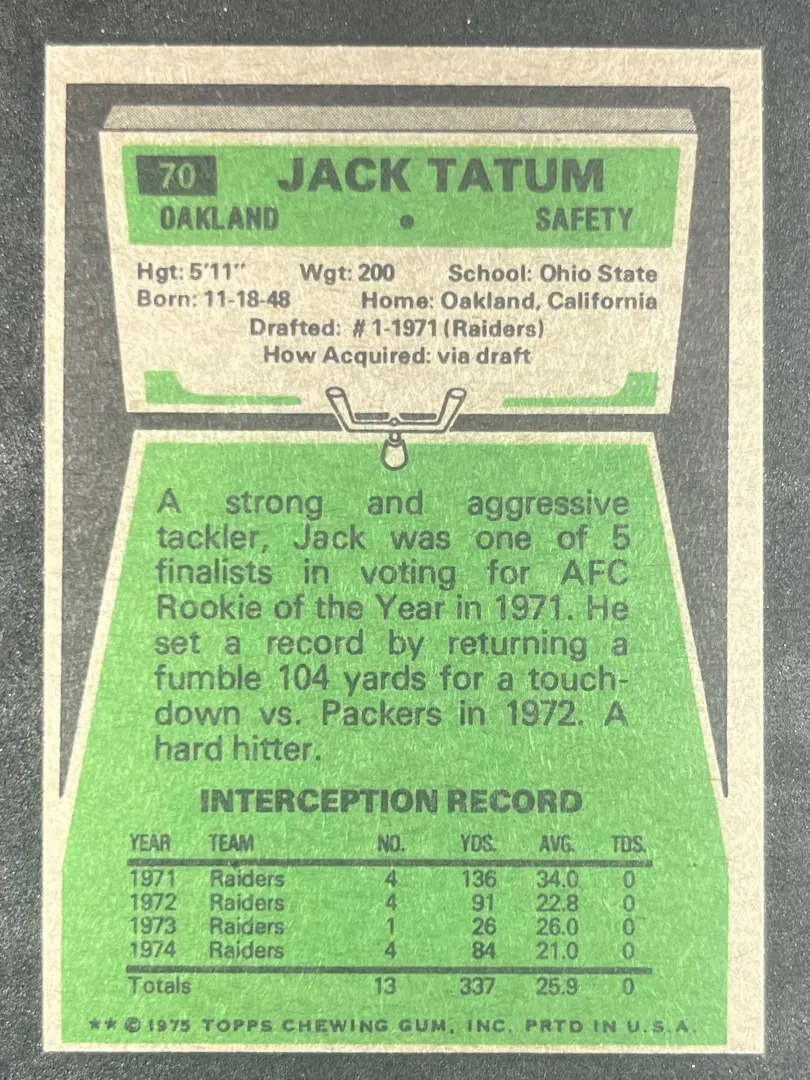 70 JACK TATUM
OAKLAND • SAFETY
Hgt: 5'11" Wgt: 200 School: Ohio State
Born: 11-18-48 Home: Oakland, California
Drafted: #1-1971 (Raiders)
How Acquired: via draft
A strong and aggressive
tackler, Jack was one of 5
finalists in voting for AFC
Rookie of the Year in 1971. He
set a record by returning a
fumble 104 yards for a touch-
down vs. Packers in 1972. A
hard hitter.
INTERCEPTION RECORD
YEAR TEAM NO. YDS. AVG. TDS.
1971 Raiders 4 136 34.0 0
1972 Raiders 4 91 22.8 0
1973 Raiders 1 26 26.0 0
1974 Raiders 4 84 21.0 0
Totals 13 337 25.9 0
** © 1975 TOPPS CHEWING GUM, INC. PRTD IN U.S.A.